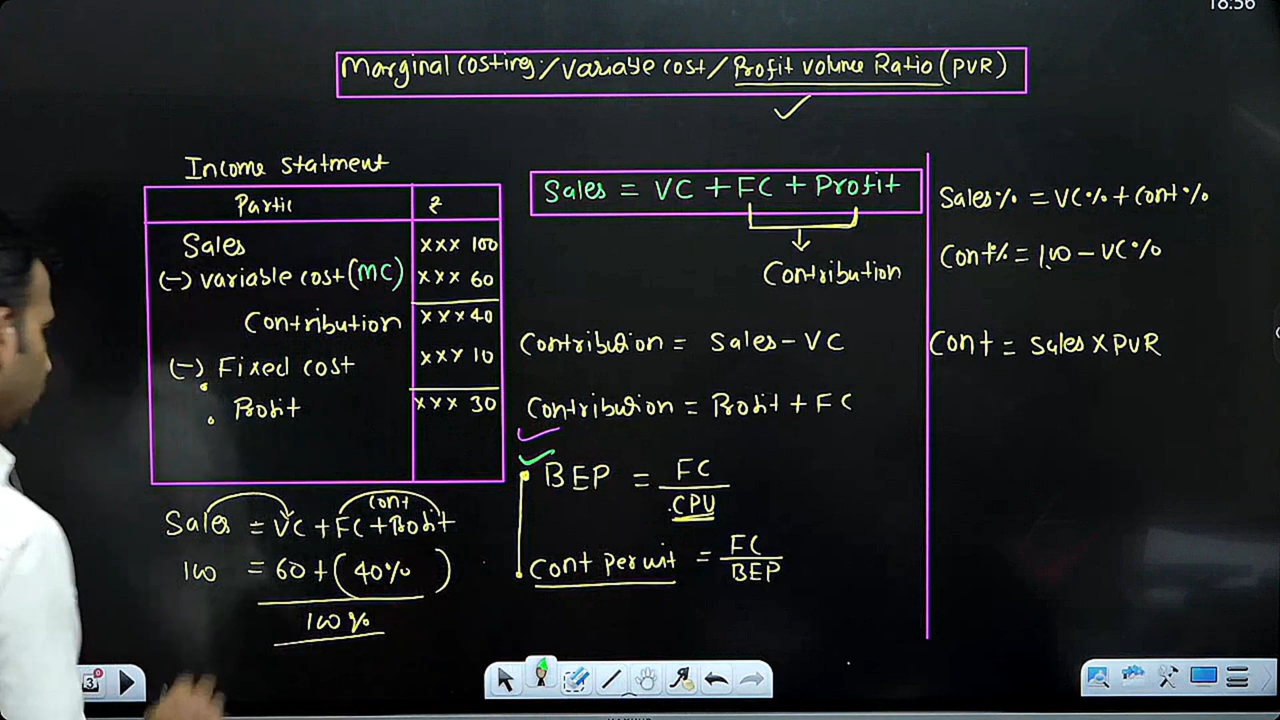 18:56
Marginal costing/variable cost/Profit Volume Ratio (PVR)
Income Statment
Partic ₹
Sales xxx 100
(-) variable cost (MC) xxx 60
Contribution xxx 40
(-) Fixed cost xxx 10
Profit xxx 30
Sales = VC + FC + Profit
cont
100 = 60 + (40%)
100%
Sales = VC + FC + Profit
Contribution
Contribution = Sales - VC
Contribution = Profit + FC
BEP = FC / CPU
Cont per unit = FC / BEP
Sales% = VC% + Cont%
Cont% = 100 - VC%
Cont = Sales x PVR
3